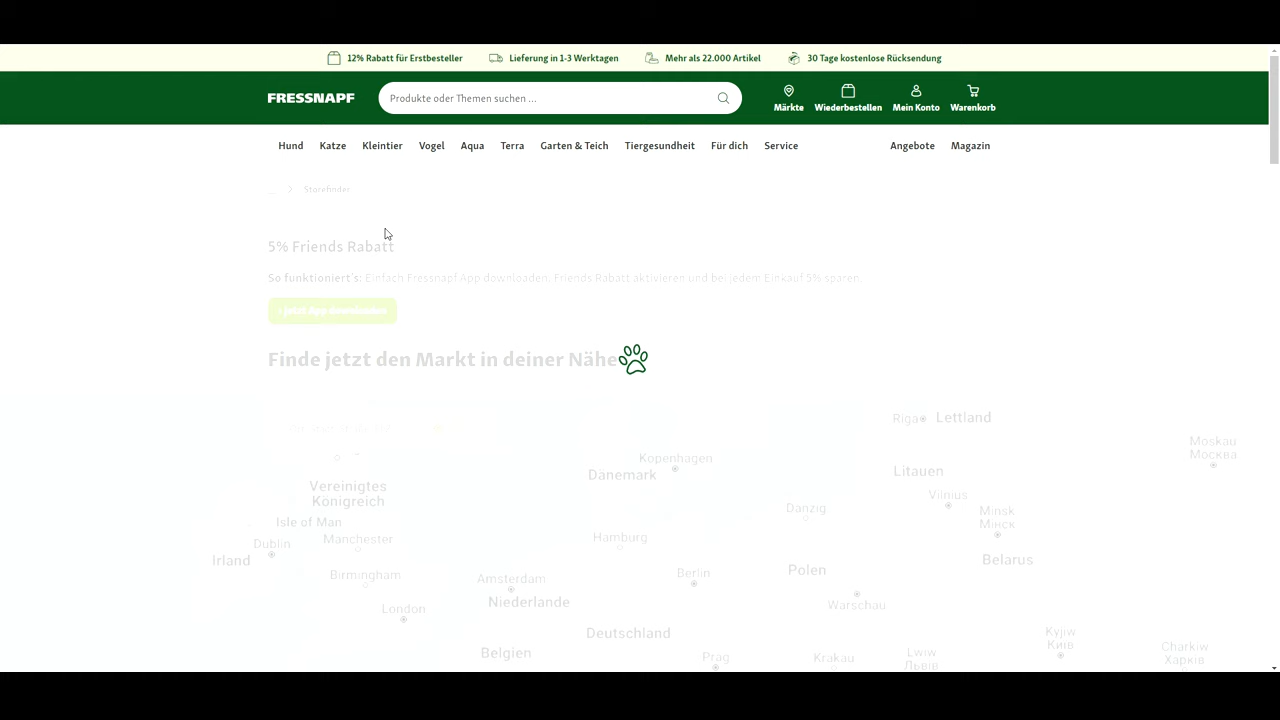 12% Rabatt für Erstbesteller
Lieferung in 1-3 Werktagen
Mehr als 22.000 Artikel
30 Tage kostenlose Rücksendung
FRESSNAPF
Produkte oder Themen suchen ...
Märkte
Wiederbestellen
Mein Konto
Warenkorb
Hund
Katze
Kleintier
Vogel
Aqua
Terra
Garten & Teich
Tiergesundheit
Für dich
Service
Angebote
Magazin
... > Storefinder
5% Friends Rabatt
So funktioniert's: Einfach Fressnapf App downloaden, Friends Rabatt aktivieren und bei jedem Einkauf 5% sparen.
Jetzt App downloaden
Finde jetzt den Markt in deiner Nähe
Riga
Lettland
Moskau
Москва
Kopenhagen
Dänemark
Litauen
Vereinigtes
Königreich
Vilnius
Danzig
Minsk
Мінск
Isle of Man
Dublin
Manchester
Hamburg
Irland
Belarus
Birmingham
Amsterdam
Berlin
Polen
London
Niederlande
Warschau
Deutschland
Kyjiw
Київ
Belgien
Prag
Krakau
Lwiw
Львів
Charkiw
Харків